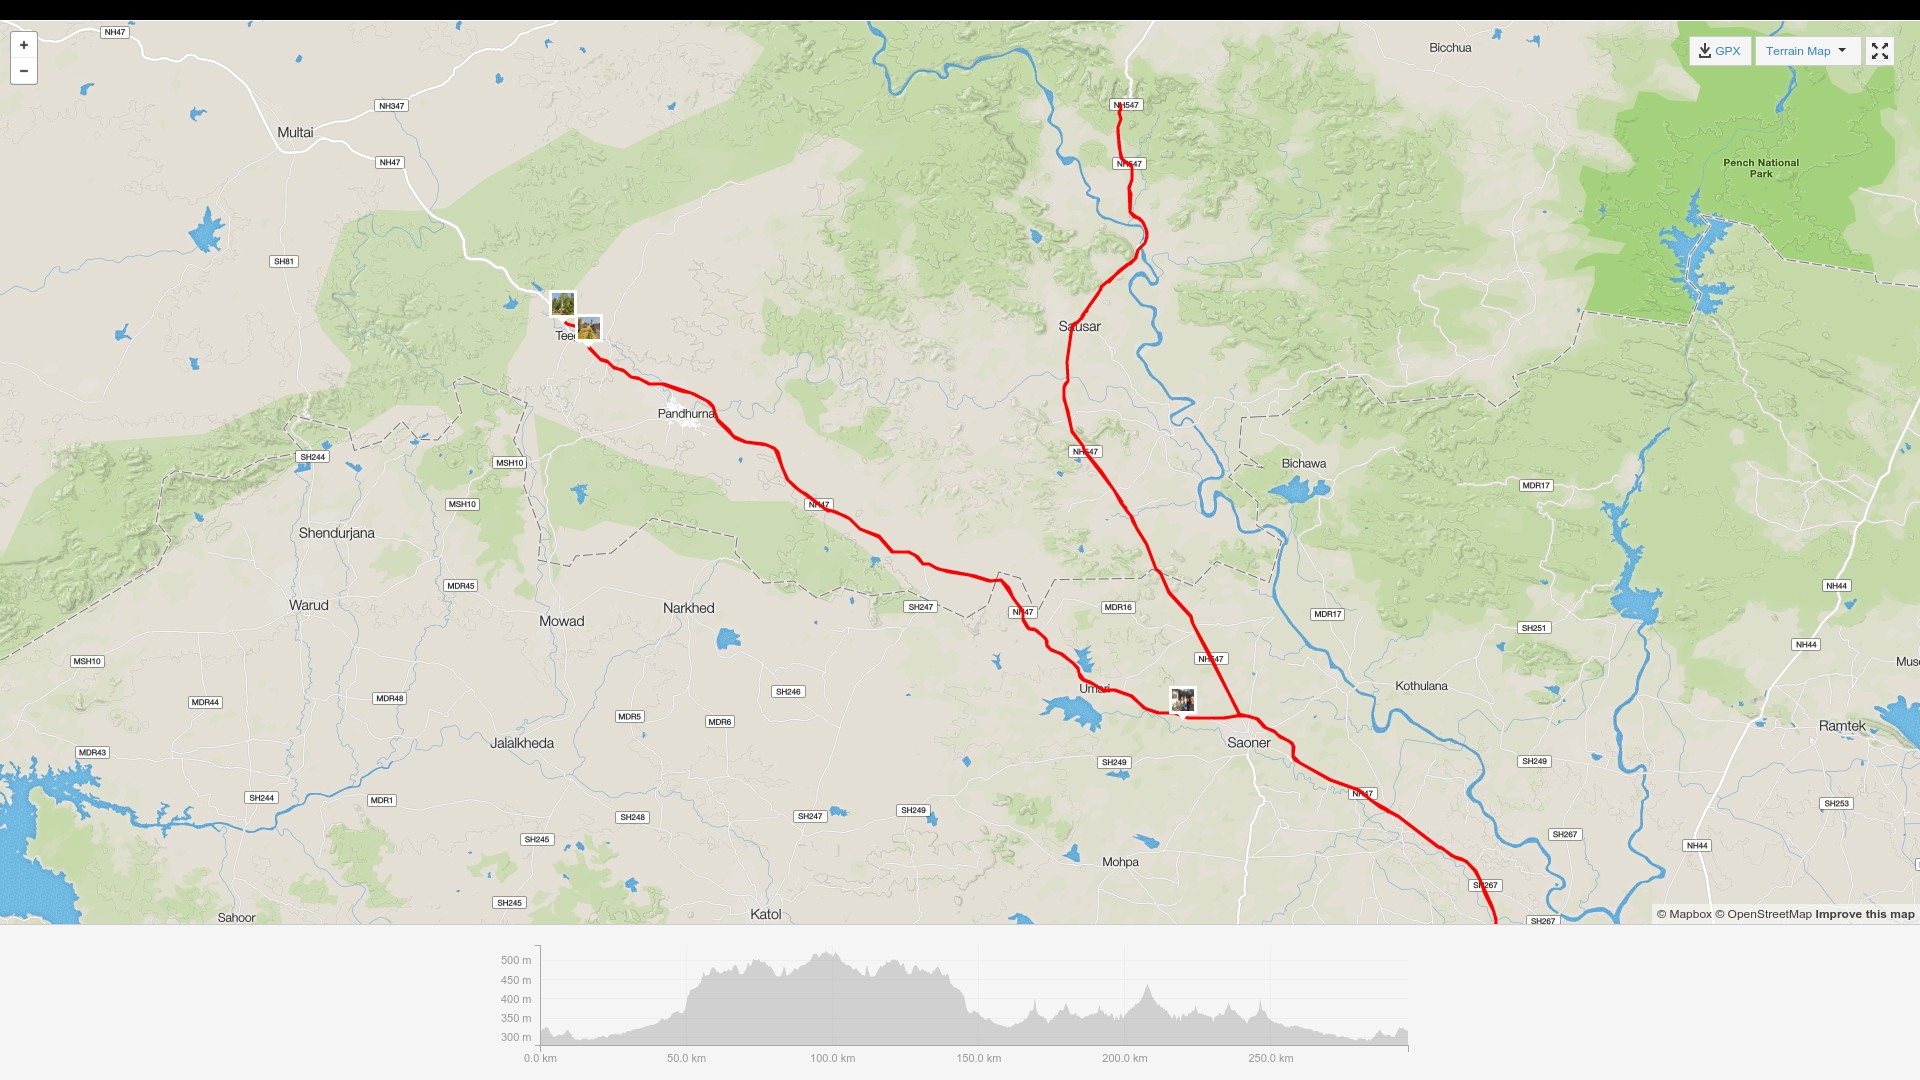 NH47
+
−
Bicchua
GPX
Terrain Map
NH347
NH547
Multai
NH47
NH547
Pench National
Park
SH81
Sausar
Pandhurna
NH547
SH244
MSH10
Bichawa
MDR17
MSH10
NH47
Shendurjana
MDR45
NH44
Warud
SH247
NH47
MDR16
Narkhed
MDR17
Mowad
SH251
NH44
MSH10
NH547
Kothulana
Umari
SH246
MDR44
MDR48
MDR5
MDR6
Ramtek
Jalalkheda
Saoner
MDR43
SH249
SH249
NH47
SH244
MDR1
SH253
SH249
SH248
SH247
SH267
SH245
NH44
Mohpa
SH267
SH245
Katol
Sahoor
SH267
© Mapbox © OpenStreetMap Improve this map
500 m
450 m
400 m
350 m
300 m
0.0 km
50.0 km
100.0 km
150.0 km
200.0 km
250.0 km